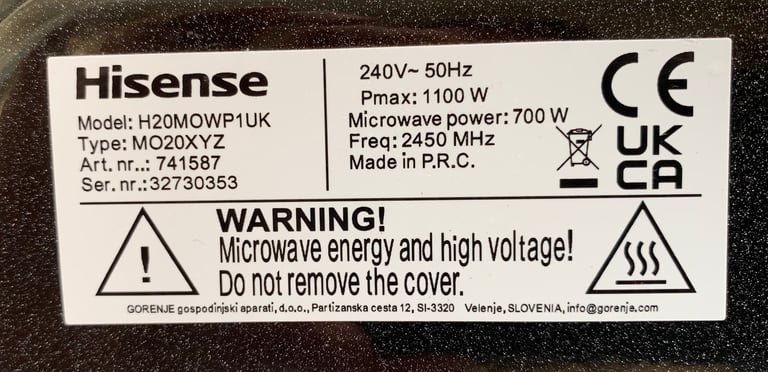 Hisense
Model: H20MOWP1UK
Type: MO20XYZ
Art. nr..: 741587
Ser. nr.:32730353
240V~ 50Hz
Pmax: 1100 W
Microwave power: 700 W
Freq: 2450 MHz
Made in P.R.C.
CE
UK
CA
WARNING!
Microwave energy and high voltage!
Do not remove the cover.
GORENJE gospodinjski aparati, d.o.o., Partizanska cesta 12, SI-3320 Velenje, SLOVENIA, info@gorenje.com